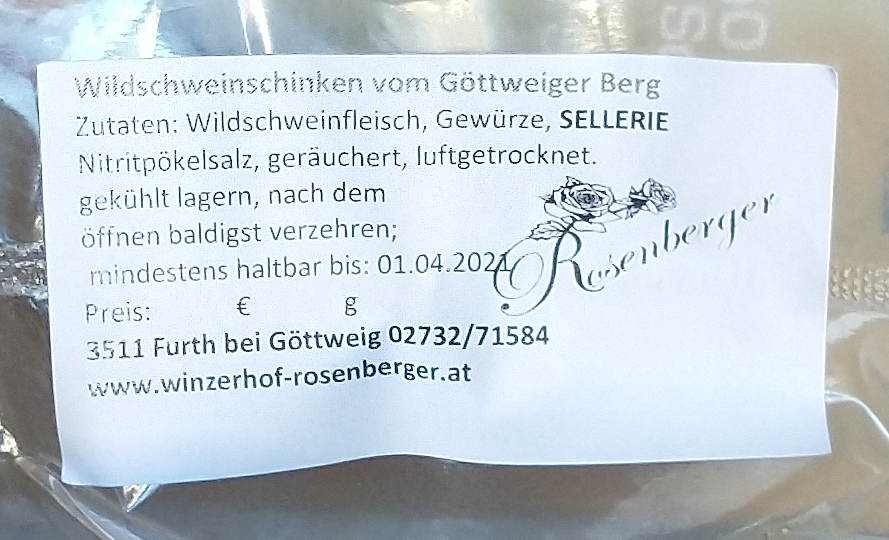 Wildschweinschinken vom Göttweiger Berg
Zutaten: Wildschweinfleisch, Gewürze, SELLERIE
Nitritpökelsalz, geräuchert, luftgetrocknet.
gekühlt lagern, nach dem
öffnen baldigst verzehren;
mindestens haltbar bis: 01.04.2021
Rosenberger
Preis: € g
3511 Furth bei Göttweig 02732/71584
www.winzerhof-rosenberger.at